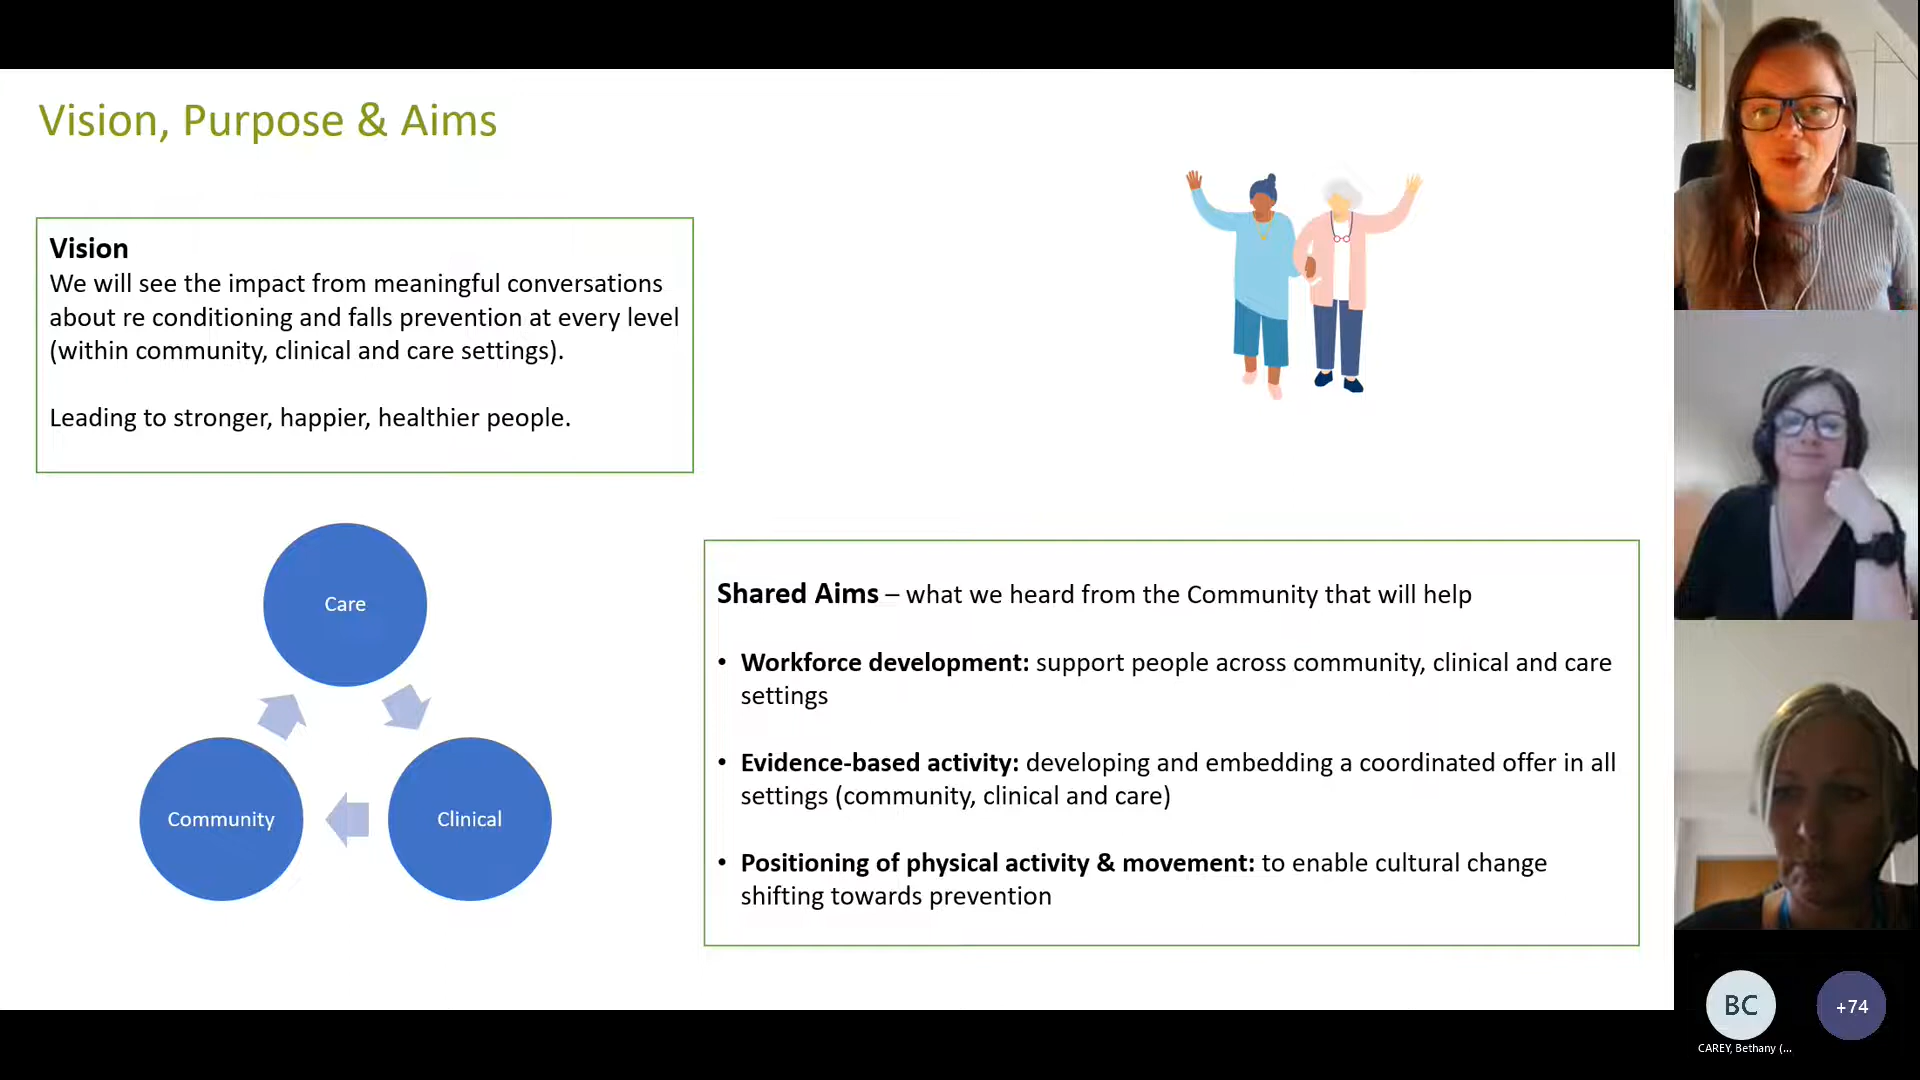 Vision, Purpose & Aims
Vision
We will see the impact from meaningful conversations
about re conditioning and falls prevention at every level
(within community, clinical and care settings).
Leading to stronger, happier, healthier people.
Care
Community
Clinical
Shared Aims – what we heard from the Community that will help
• Workforce development: support people across community, clinical and care
settings
• Evidence-based activity: developing and embedding a coordinated offer in all
settings (community, clinical and care)
• Positioning of physical activity & movement: to enable cultural change
shifting towards prevention
BC
+74
CAREY, Bethany (...